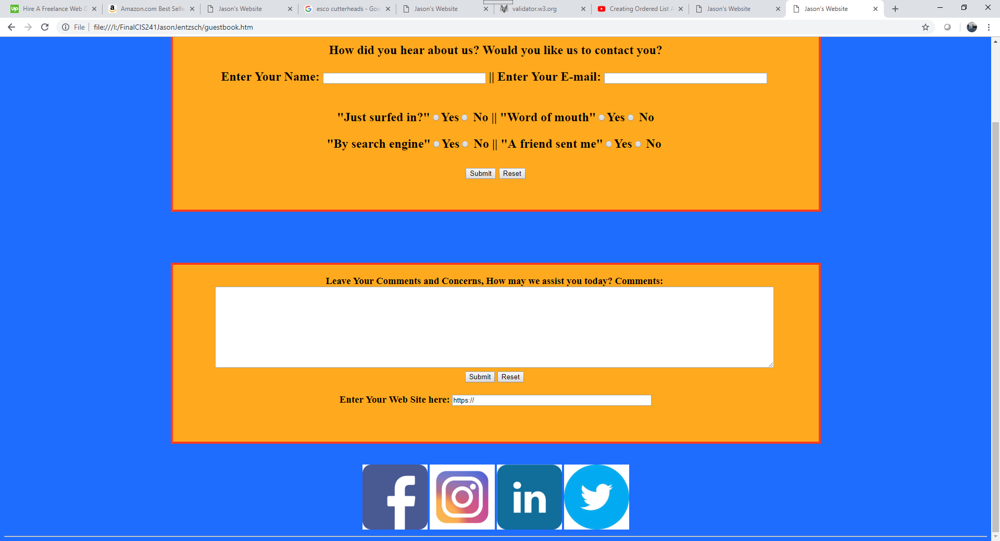 Hire A Freelance Web D
Amazon.com Best Selle
Jason's Website
esco cutterheads - Goo
Jason's Website
validator.w3.org
Creating Ordered List A
Jason's Website
Jason's Website
File
file:///I:/FinalCIS241JasonJentzsch/guestbook.htm
How did you hear about us? Would you like us to contact you?
Enter Your Name: || Enter Your E-mail:
"Just surfed in?" Yes No || "Word of mouth" Yes No
"By search engine" Yes No || "A friend sent me" Yes No
Submit Reset
Leave Your Comments and Concerns, How may we assist you today? Comments:
Submit Reset
Enter Your Web Site here: https://